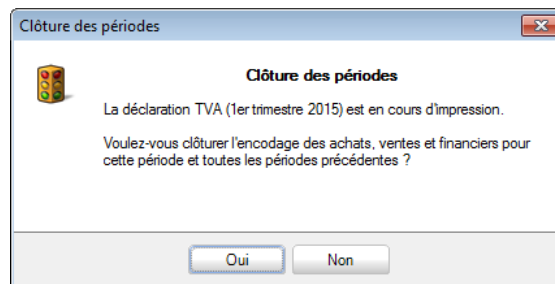 Clôture des périodes
Clôture des périodes
La déclaration TVA (1er trimestre 2015) est en cours d'impression.
Voulez-vous clôturer l'encodage des achats, ventes et financiers pour
cette période et toutes les périodes précédentes ?
Oui
Non